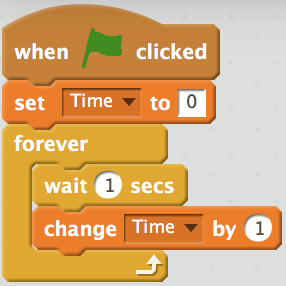 when clicked
set Time to 0
forever
wait 1 secs
change Time by 1